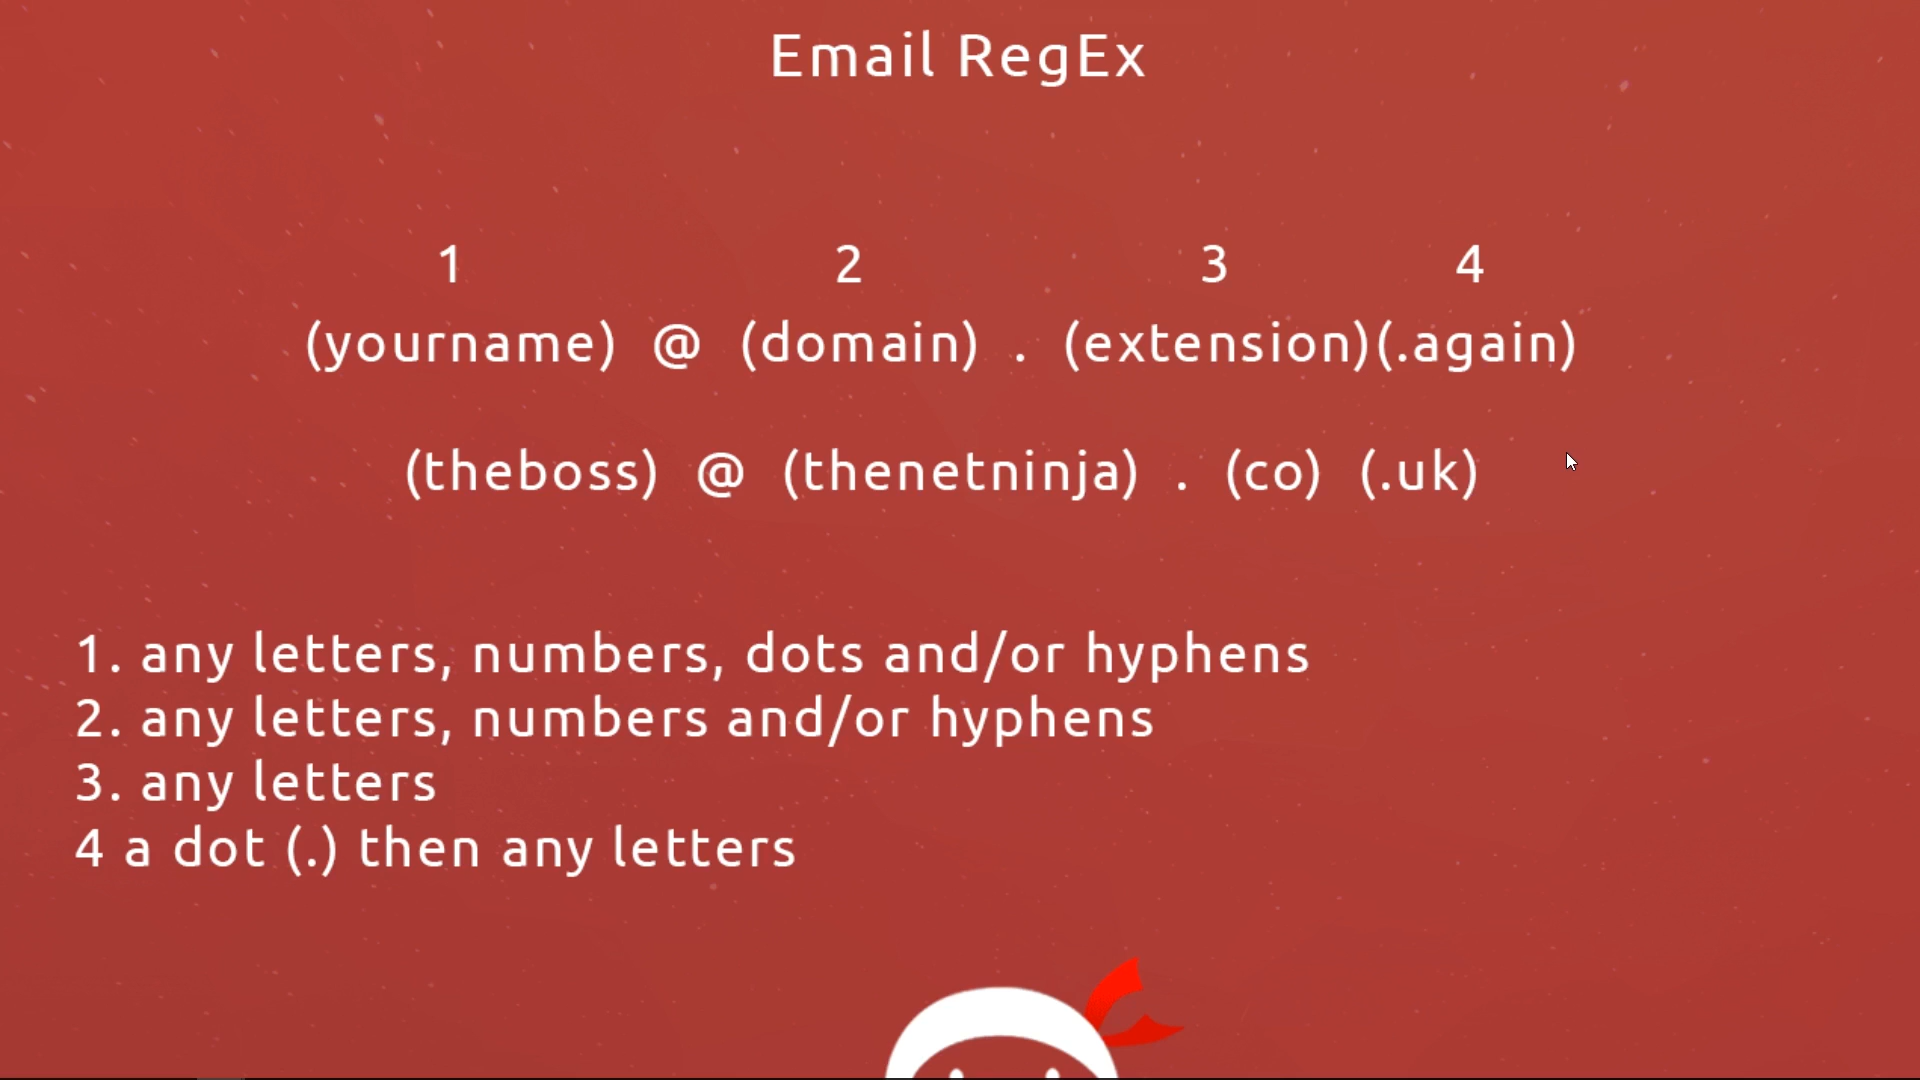 Email RegEx
1 2 3 4
(yourname) @ (domain) . (extension)(.again)
(theboss) @ (thenetninja) . (co) (.uk)
1. any letters, numbers, dots and/or hyphens
2. any letters, numbers and/or hyphens
3. any letters
4 a dot (.) then any letters